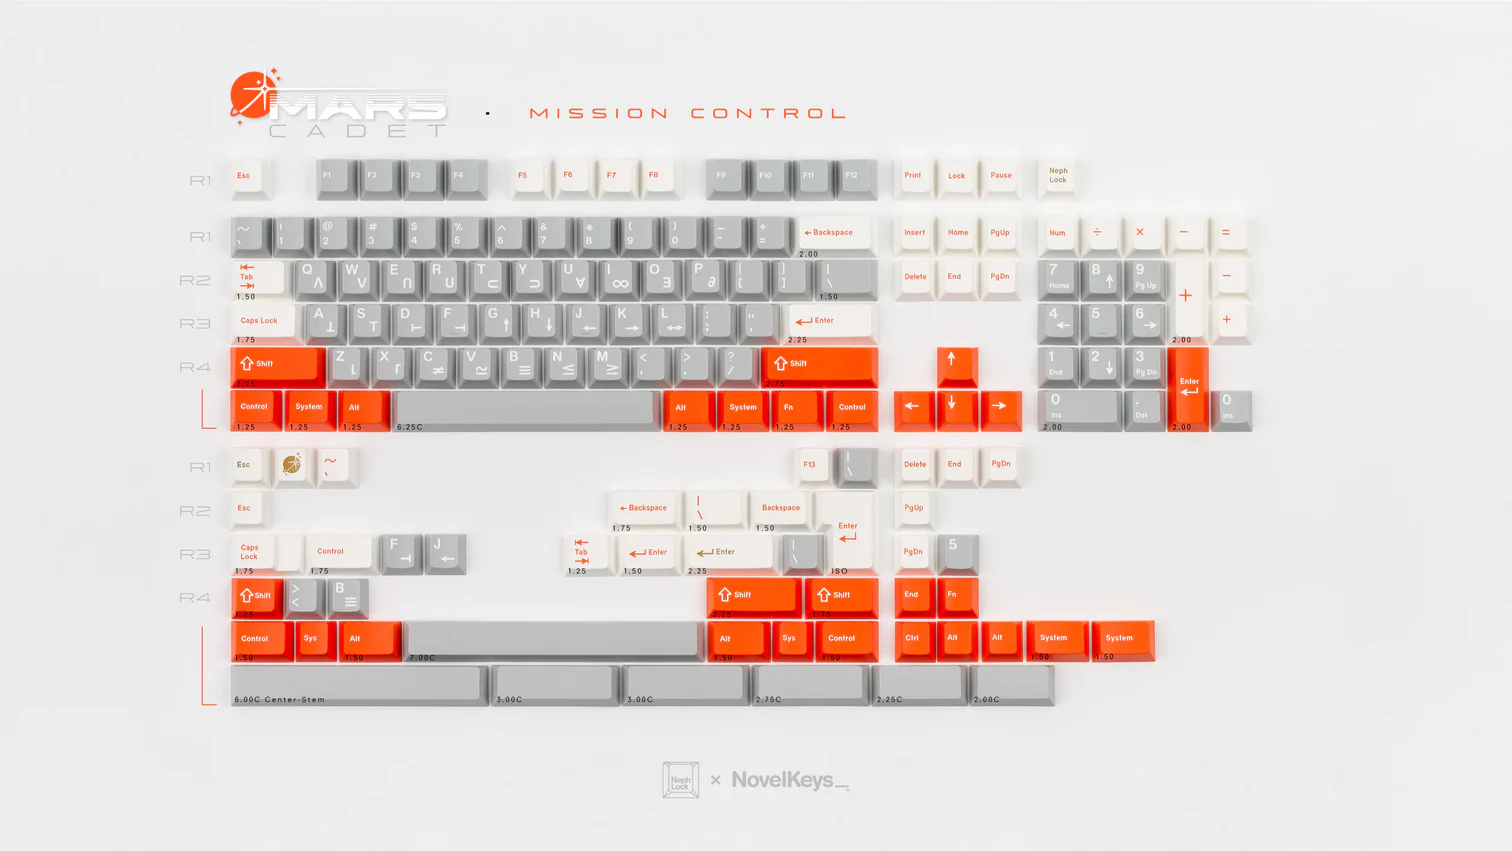 MARS
CADET
· MISSION CONTROL
R1 Esc F1 F2 F3 F4 F5 F6 F7 F8 F9 F10 F11 F12 Print Lock Pause Neph Lock
R1 ~ ` ! 1 @ 2 # 3 $ 4 % 5 ^ 6 & 7 * 8 ( 9 ) 0 _ - + = ← Backspace 2.00 Insert Home PgUp Num ÷ × − =
R2 Tab 1.50 Q ∧ W ∨ E ∩ R ∪ T ⊂ Y ⊃ U ∀ I ∞ O ∃ P ∂ { [ } ] | \ 1.50 Delete End PgDn 7 Home 8 ↑ 9 Pg Up + 2.00 −
R3 Caps Lock 1.75 A ⊥ S ⊤ D ⊢ F ⊣ G ↑ H ↓ J ← K → L ↔ : ; " ' Enter 2.25 4 ← 5 6 → +
R4 Shift 2.25 Z ⌊ X ⌈ C ≠ V ≃ B ≡ N ≤ M ≥ < , > . ? / Shift 2.75 ↑ 1 End 2 ↓ 3 Pg Dn Enter 2.00
Control 1.25 System 1.25 Alt 1.25 6.25C Alt 1.25 System 1.25 Fn 1.25 Control 1.25 ← ↓ → 0 Ins 2.00 . Del 0 Ins
R1 Esc ~ ` F13 | \ Delete End PgDn
R2 Esc ← Backspace 1.75 | \ 1.50 Backspace 1.50 Enter ISO PgUp
R3 Caps Lock 1.75 Control 1.75 F ⊣ J ← Tab 1.25 Enter 1.50 Enter 2.25 | \ PgDn 5
R4 Shift 1.25 > < B ≡ Shift 2.25 Shift 1.75 End Fn
Control 1.50 Sys Alt 1.50 7.00C Alt 1.50 Sys Control 1.50 Ctrl Alt Alt System 1.50 System 1.50
6.00C Center-Stem 3.00C 3.00C 2.75C 2.25C 2.00C
Neph Lock × NovelKeys_